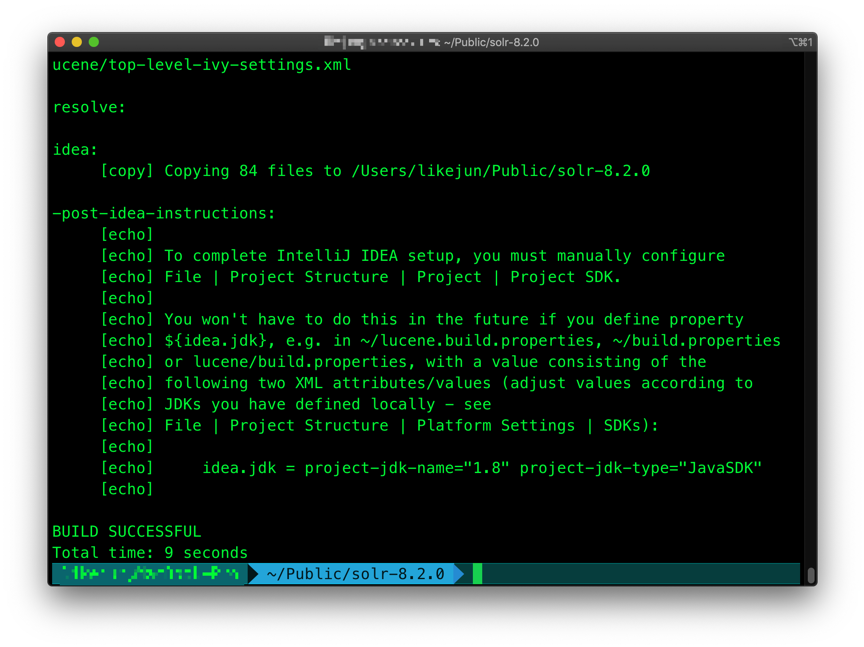 ~/Public/solr-8.2.0
⌥⌘1
ucene/top-level-ivy-settings.xml
resolve:
idea:
[copy] Copying 84 files to /Users/likejun/Public/solr-8.2.0
-post-idea-instructions:
[echo]
[echo] To complete IntelliJ IDEA setup, you must manually configure
[echo] File | Project Structure | Project | Project SDK.
[echo]
[echo] You won't have to do this in the future if you define property
[echo] ${idea.jdk}, e.g. in ~/lucene.build.properties, ~/build.properties
[echo] or lucene/build.properties, with a value consisting of the
[echo] following two XML attributes/values (adjust values according to
[echo] JDKs you have defined locally - see
[echo] File | Project Structure | Platform Settings | SDKs):
[echo]
[echo] idea.jdk = project-jdk-name="1.8" project-jdk-type="JavaSDK"
[echo]
BUILD SUCCESSFUL
Total time: 9 seconds
~/Public/solr-8.2.0